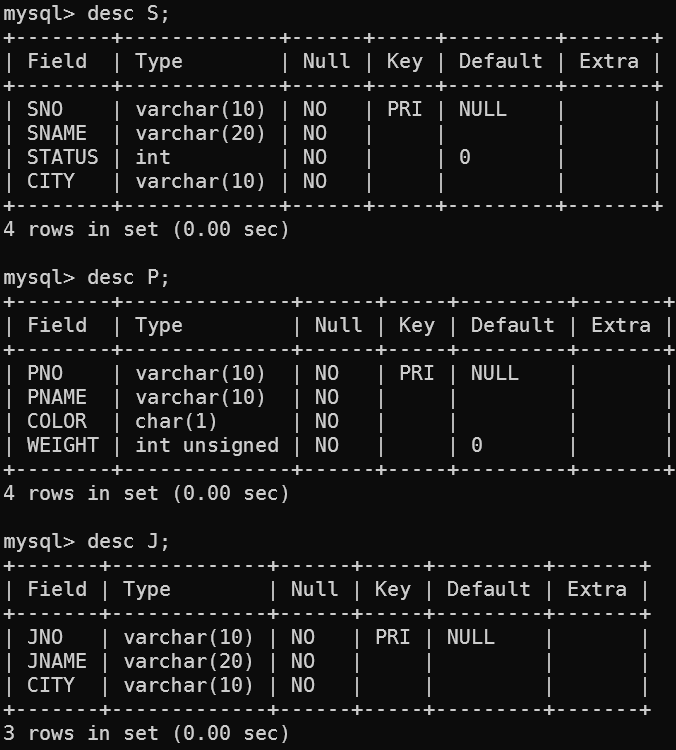 mysql> desc S;
+--------+-------------+------+-----+---------+-------+
| Field  | Type        | Null | Key | Default | Extra |
+--------+-------------+------+-----+---------+-------+
| SNO    | varchar(10) | NO   | PRI | NULL    |       |
| SNAME  | varchar(20) | NO   |     |         |       |
| STATUS | int         | NO   |     | 0       |       |
| CITY   | varchar(10) | NO   |     |         |       |
+--------+-------------+------+-----+---------+-------+
4 rows in set (0.00 sec)

mysql> desc P;
+--------+--------------+------+-----+---------+-------+
| Field  | Type         | Null | Key | Default | Extra |
+--------+--------------+------+-----+---------+-------+
| PNO    | varchar(10)  | NO   | PRI | NULL    |       |
| PNAME  | varchar(10)  | NO   |     |         |       |
| COLOR  | char(1)      | NO   |     |         |       |
| WEIGHT | int unsigned | NO   |     | 0       |       |
+--------+--------------+------+-----+---------+-------+
4 rows in set (0.00 sec)

mysql> desc J;
+-------+-------------+------+-----+---------+-------+
| Field | Type        | Null | Key | Default | Extra |
+-------+-------------+------+-----+---------+-------+
| JNO   | varchar(10) | NO   | PRI | NULL    |       |
| JNAME | varchar(20) | NO   |     |         |       |
| CITY  | varchar(10) | NO   |     |         |       |
+-------+-------------+------+-----+---------+-------+
3 rows in set (0.00 sec)